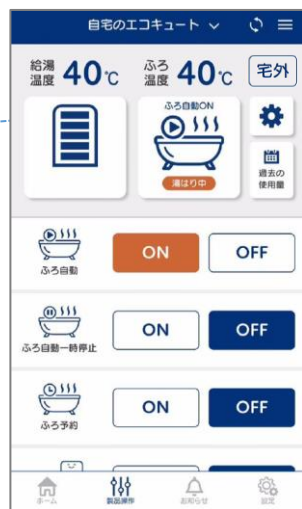 自宅のエコキュート
給湯温度 40℃ ふろ温度 40℃ 宅外
ふろ自動ON
湯はり中
過去の
使用量
ふろ自動 ON OFF
ふろ自動一時停止 ON OFF
ふろ予約 ON OFF
ホーム 製品操作 お知らせ 設定